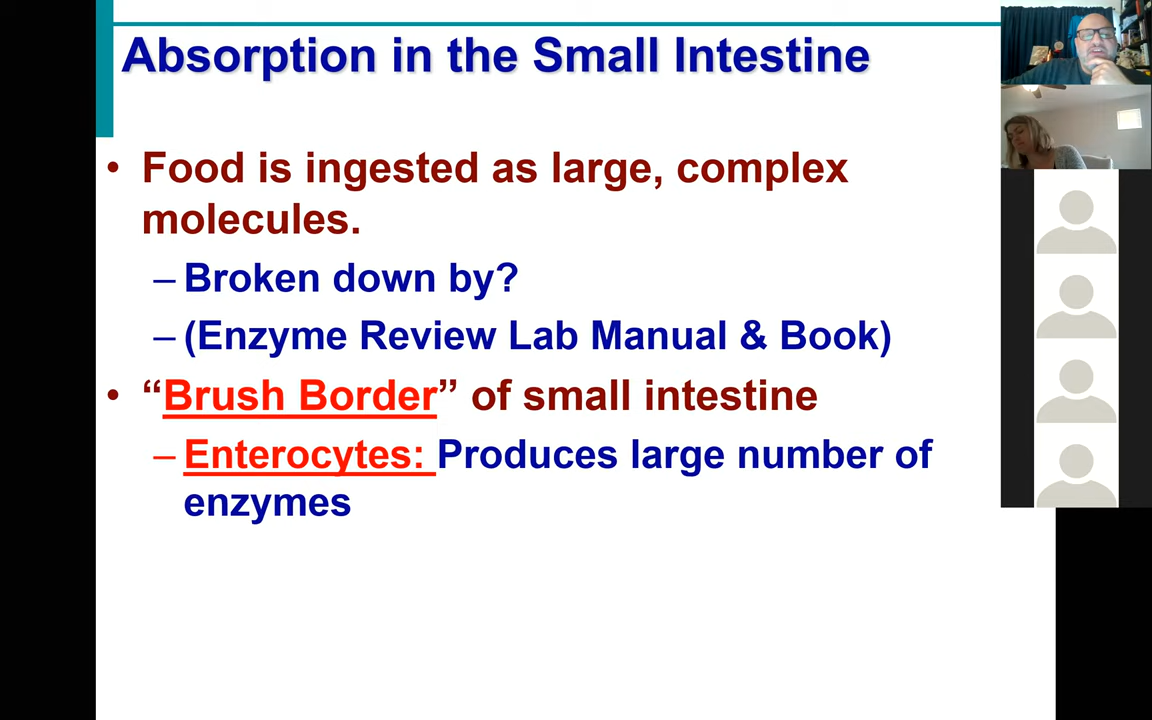 Absorption in the Small Intestine
• Food is ingested as large, complex
molecules.
– Broken down by?
– (Enzyme Review Lab Manual & Book)
• “Brush Border” of small intestine
– Enterocytes: Produces large number of
enzymes